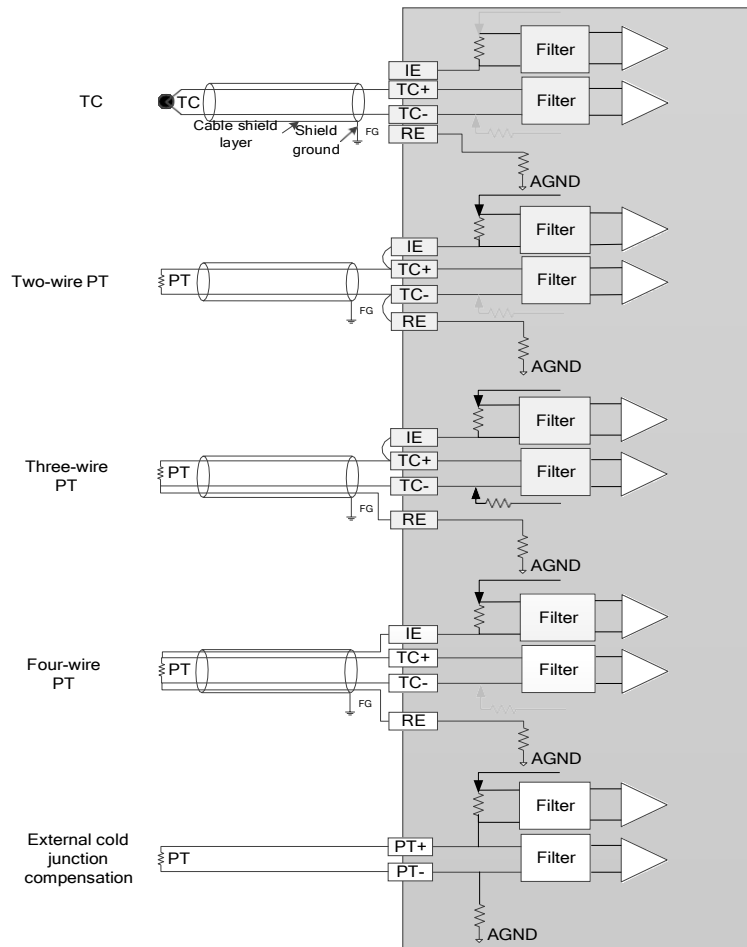 Filter
IE
TC+
TC
TC
Filter
TC-
Cable shield
layer
Shield
ground
FG
RE
AGND
Filter
IE
Two-wire PT
PT
TC+
Filter
TC-
FG
RE
AGND
Filter
IE
Three-wire
PT
PT
TC+
Filter
TC-
FG
RE
AGND
Filter
IE
Four-wire
PT
PT
TC+
Filter
TC-
FG
RE
AGND
Filter
External cold
junction
compensation
PT
PT+
Filter
PT-
AGND